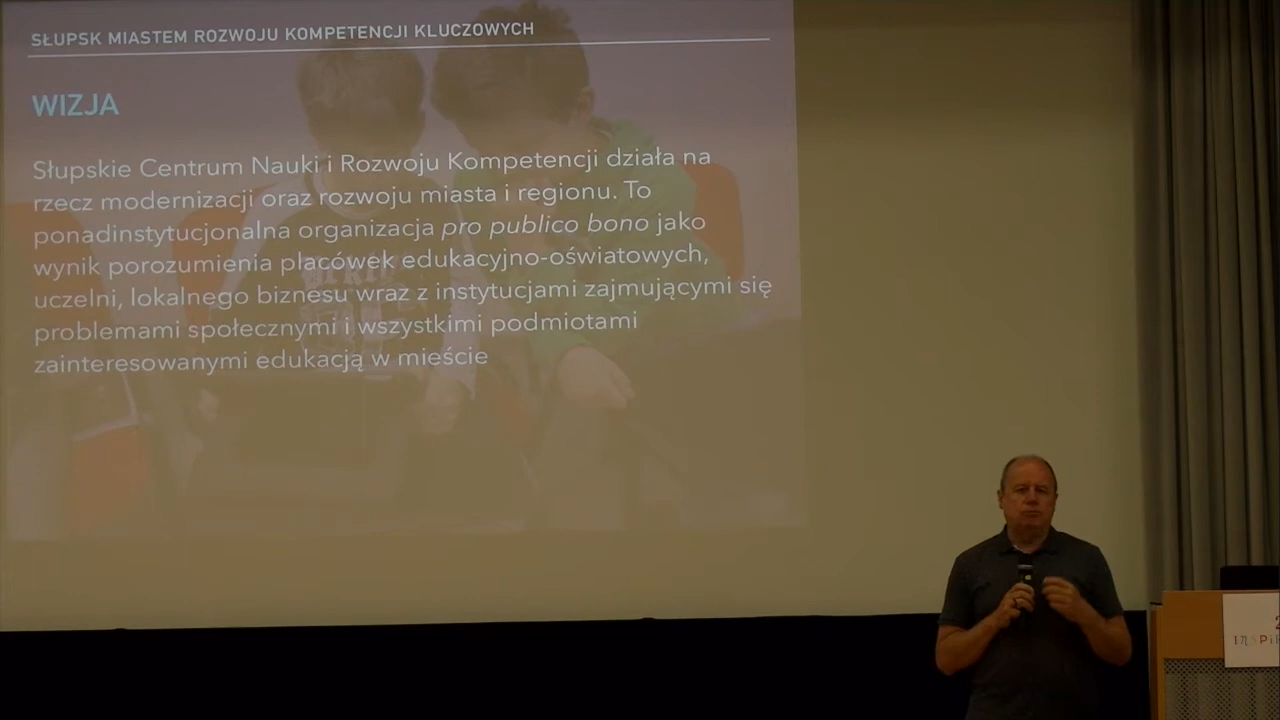 SŁUPSK MIASTEM ROZWOJU KOMPETENCJI KLUCZOWYCH
WIZJA
Słupskie Centrum Nauki i Rozwoju Kompetencji działa na
rzecz modernizacji oraz rozwoju miasta i regionu. To
ponadinstytucjonalna organizacja pro publico bono jako
wynik porozumienia placówek edukacyjno-oświatowych,
uczelni, lokalnego biznesu wraz z instytucjami zajmującymi się
problemami społecznymi i wszystkimi podmiotami
zainteresowanymi edukacją w mieście